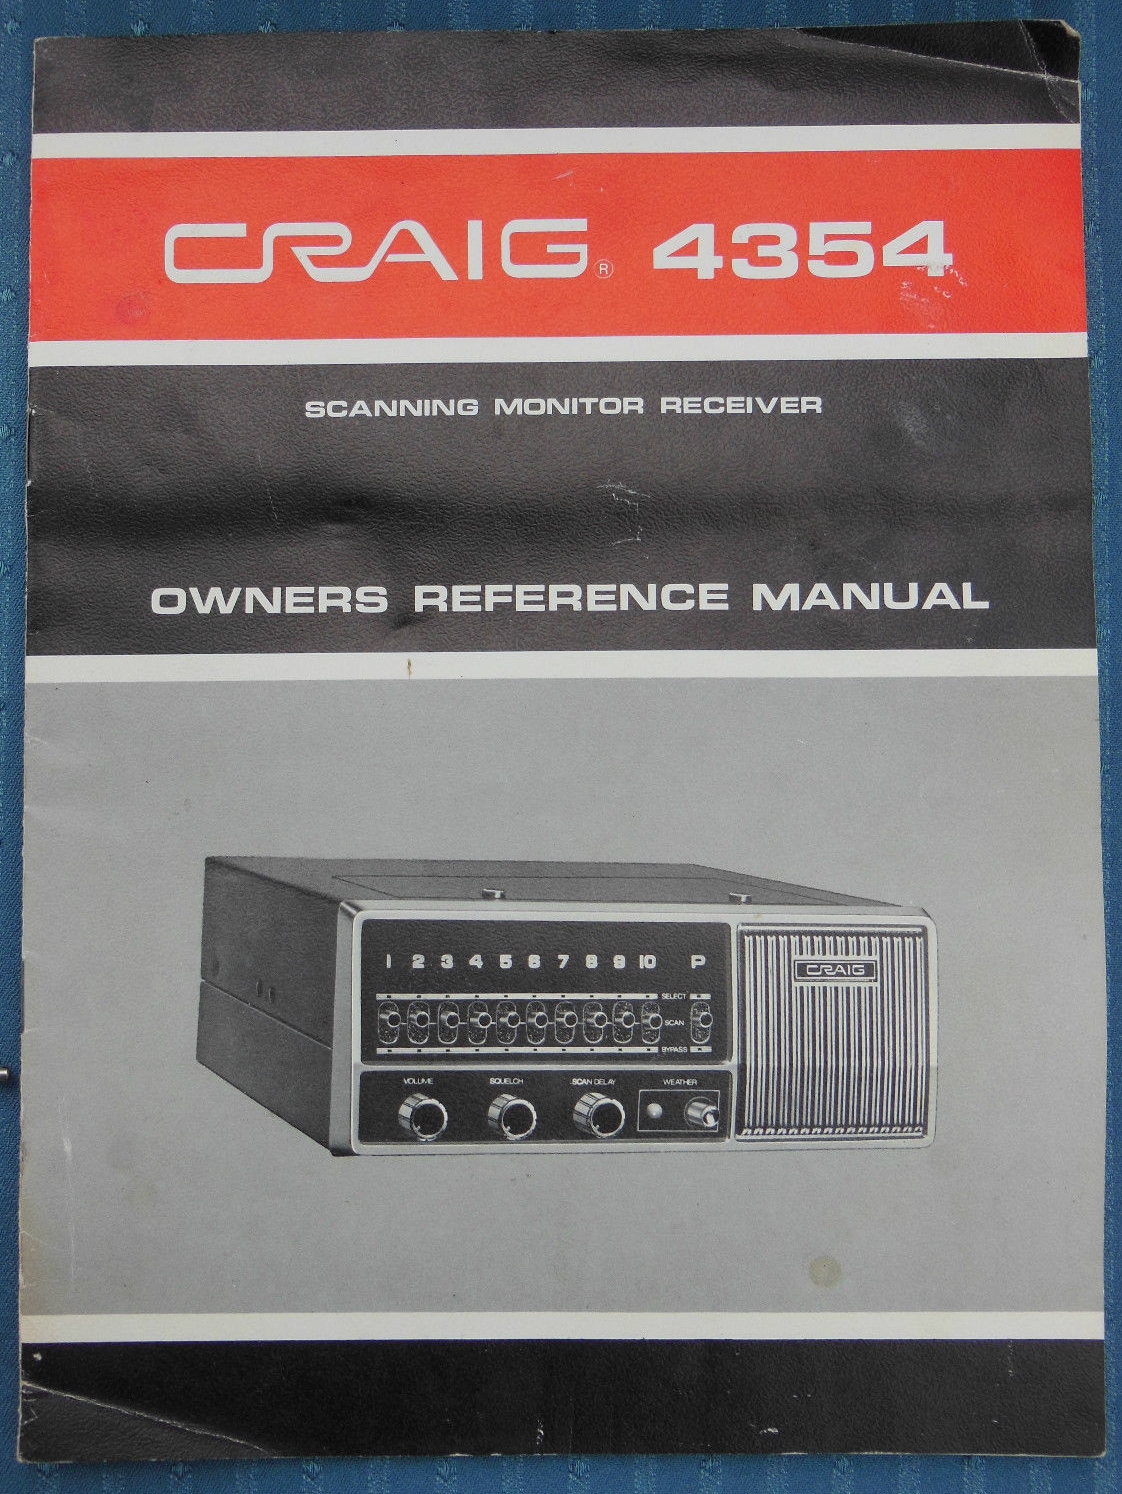 CRAIG® 4354
SCANNING MONITOR RECEIVER
OWNERS REFERENCE MANUAL
1 2 3 4 5 6 7 8 9 10 P
CRAIG
SELECT
SCAN
BYPASS
VOLUME SQUELCH SCAN DELAY WEATHER